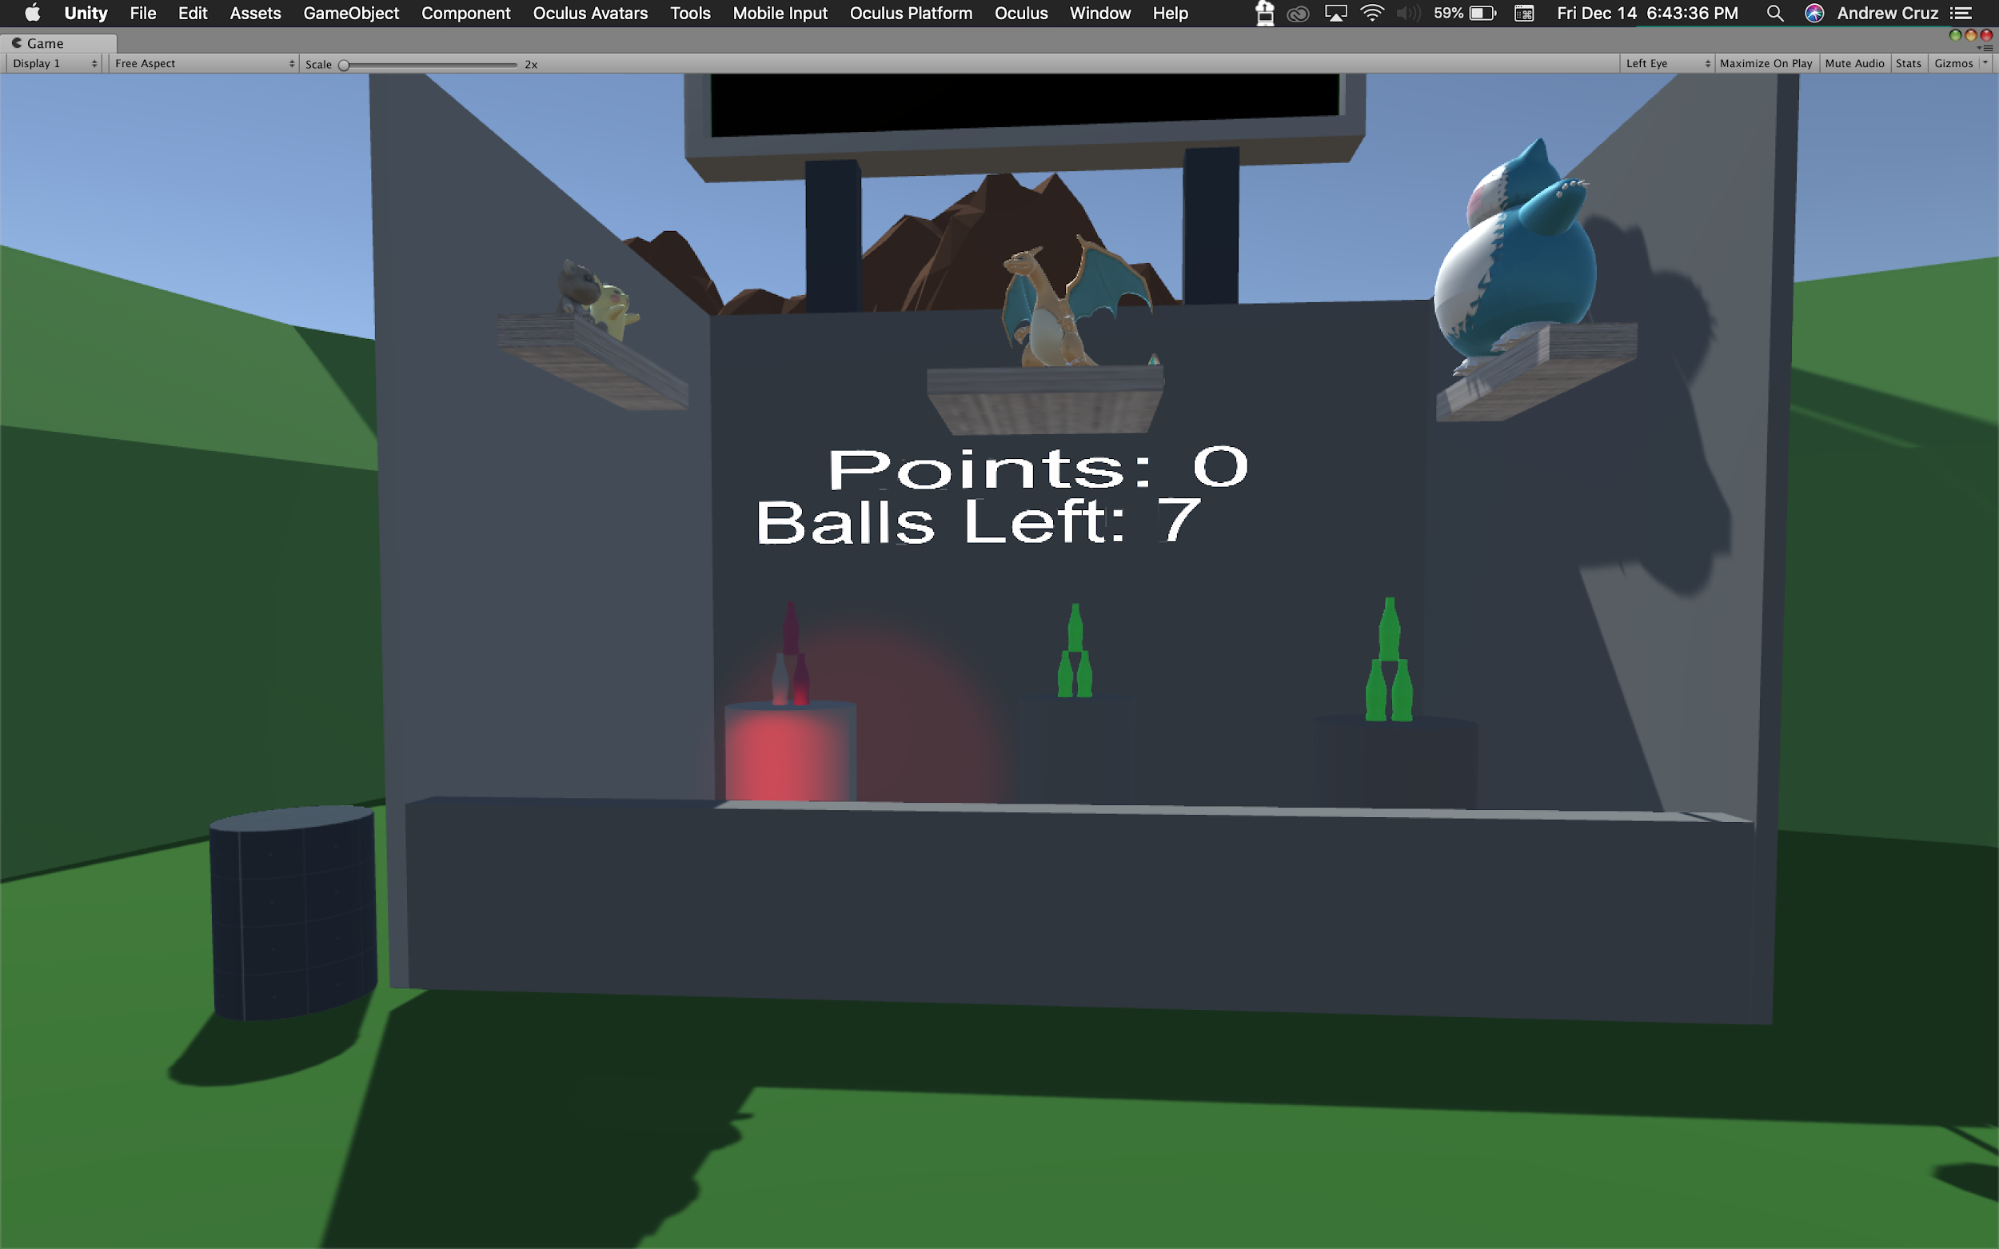 Unity File Edit Assets GameObject Component Oculus Avatars Tools Mobile Input Oculus Platform Oculus Window Help 59% Fri Dec 14 6:43:36 PM Andrew Cruz
Game
Display 1 Free Aspect Scale 2x Left Eye Maximize On Play Mute Audio Stats Gizmos
Points: 0
Balls Left: 7